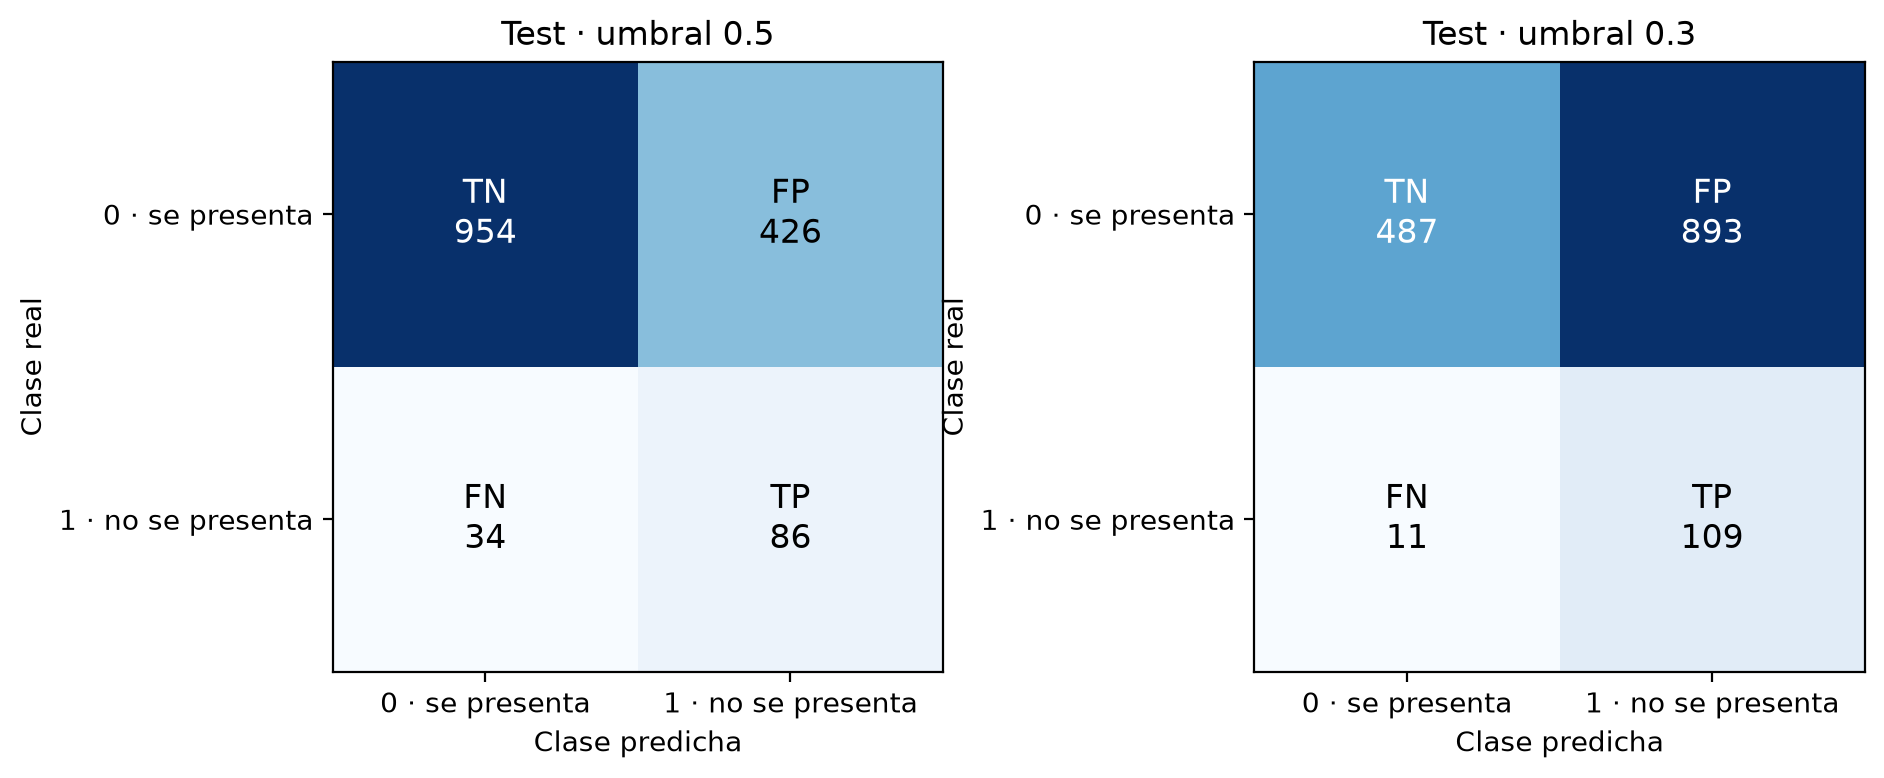 Test · umbral 0.5
TN
954
FP
426
FN
34
TP
86
0 · se presenta
1 · no se presenta
Clase real
0 · se presenta
1 · no se presenta
Clase predicha
Test · umbral 0.3
TN
487
FP
893
FN
11
TP
109
0 · se presenta
1 · no se presenta
Clase real
0 · se presenta
1 · no se presenta
Clase predicha